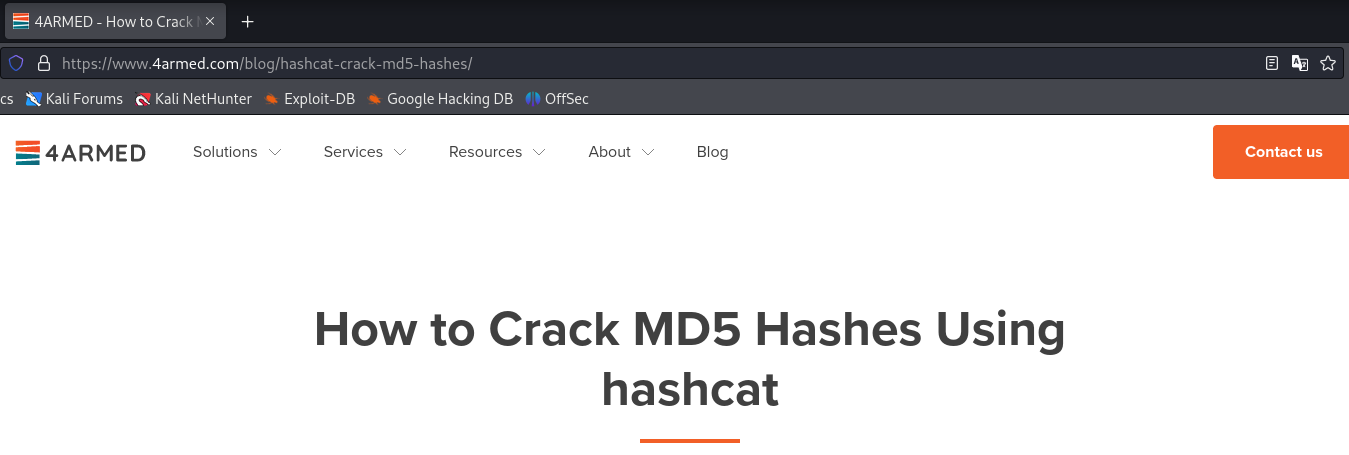 4ARMED - How to Crack
https://www.4armed.com/blog/hashcat-crack-md5-hashes/
cs Kali Forums Kali NetHunter Exploit-DB Google Hacking DB OffSec
4ARMED Solutions Services Resources About Blog Contact us
How to Crack MD5 Hashes Using
hashcat